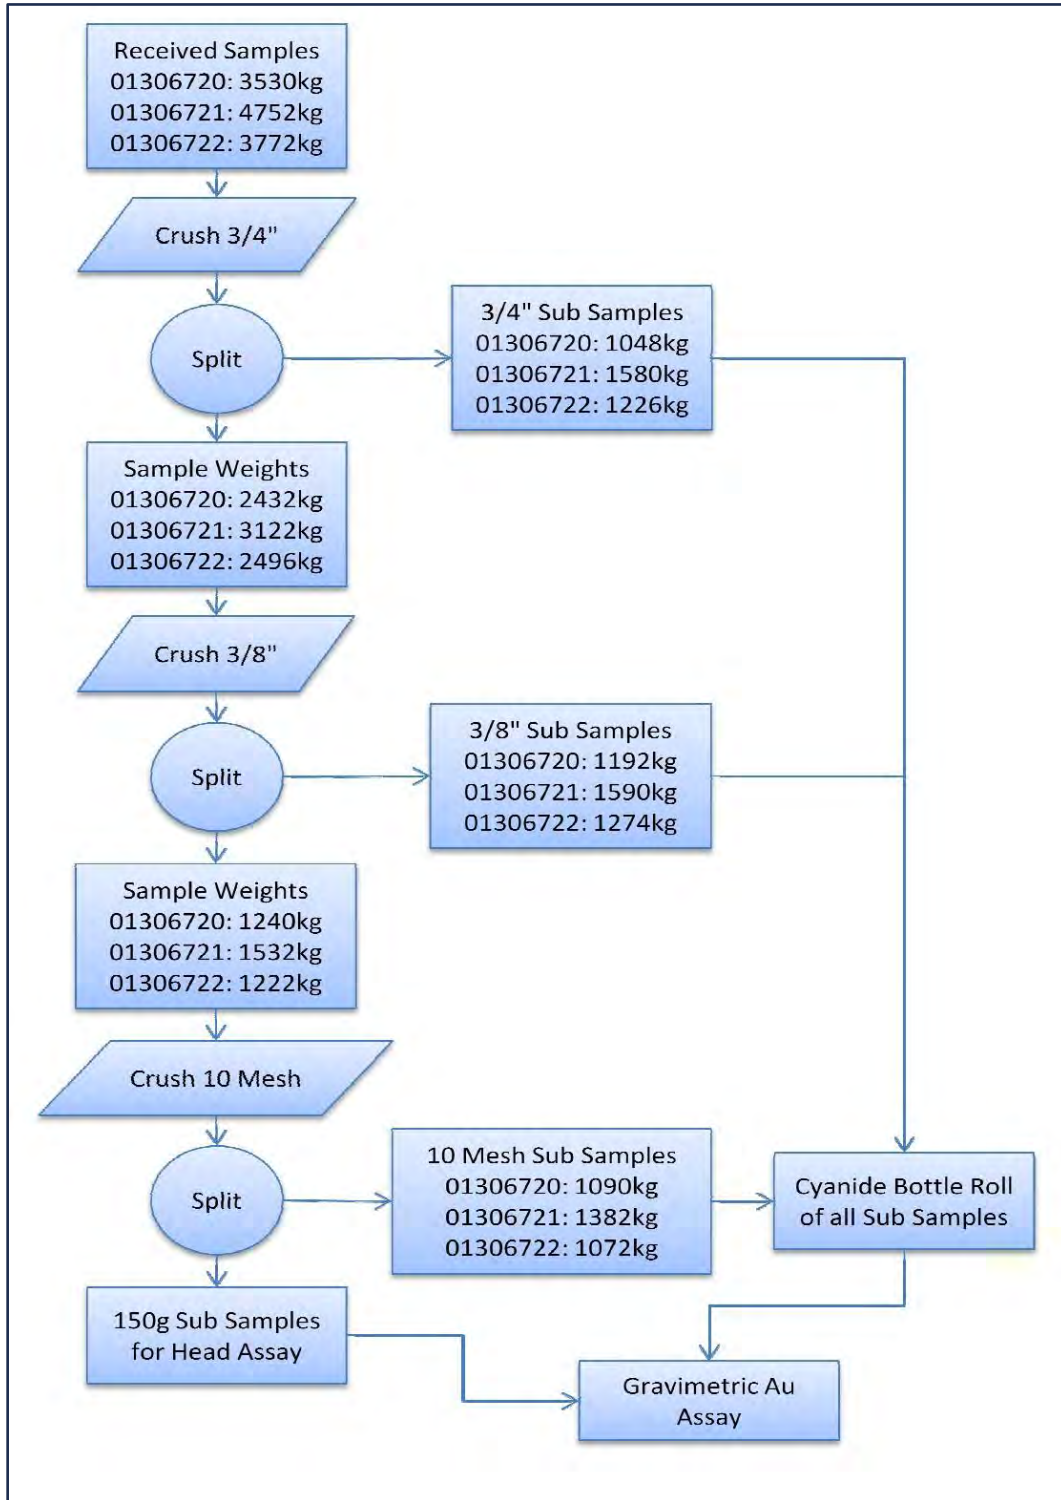 Received Samples
01306720: 3530kg
01306721: 4752kg
01306722: 3772kg
Crush 3/4"
Split
3/4" Sub Samples
01306720: 1048kg
01306721: 1580kg
01306722: 1226kg
Sample Weights
01306720: 2432kg
01306721: 3122kg
01306722: 2496kg
Crush 3/8"
Split
3/8" Sub Samples
01306720: 1192kg
01306721: 1590kg
01306722: 1274kg
Sample Weights
01306720: 1240kg
01306721: 1532kg
01306722: 1222kg
Crush 10 Mesh
Split
10 Mesh Sub Samples
01306720: 1090kg
01306721: 1382kg
01306722: 1072kg
Cyanide Bottle Roll
of all Sub Samples
150g Sub Samples
for Head Assay
Gravimetric Au
Assay